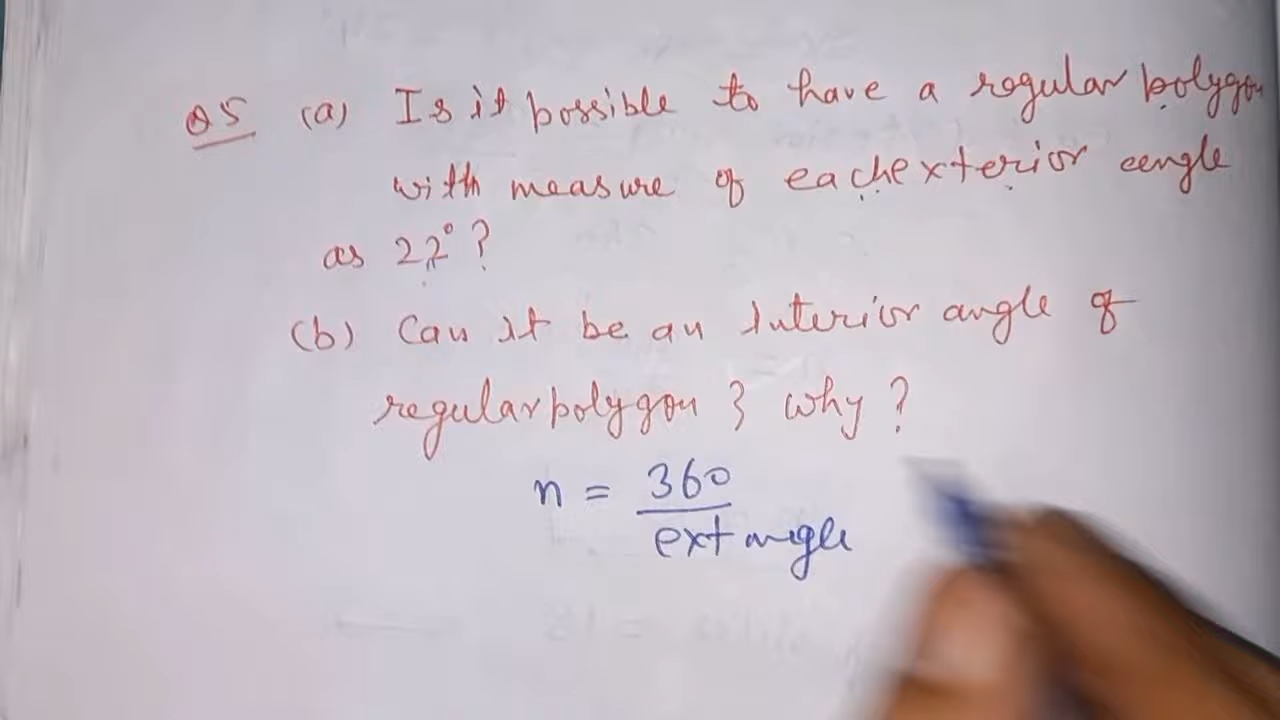 Q5 (a) Is it possible to have a regular polygon
with measure of each exterior angle
as 22° ?
(b) Can it be an interior angle of
regular polygon ? why ?
n = 360
ext angle